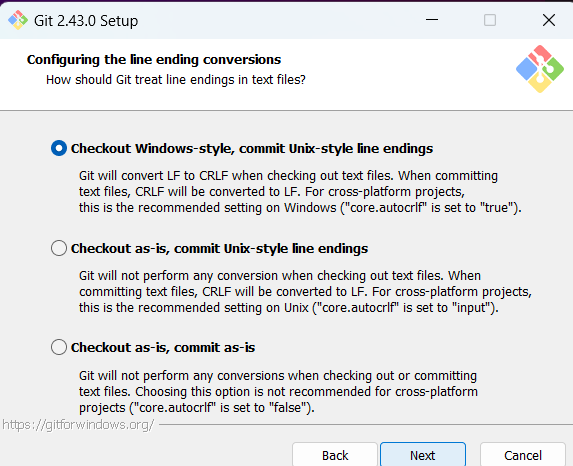 Git 2.43.0 Setup
Configuring the line ending conversions
How should Git treat line endings in text files?
Checkout Windows-style, commit Unix-style line endings
Git will convert LF to CRLF when checking out text files. When committing
text files, CRLF will be converted to LF. For cross-platform projects,
this is the recommended setting on Windows ("core.autocrlf" is set to "true").
Checkout as-is, commit Unix-style line endings
Git will not perform any conversion when checking out text files. When
committing text files, CRLF will be converted to LF. For cross-platform projects,
this is the recommended setting on Unix ("core.autocrlf" is set to "input").
Checkout as-is, commit as-is
Git will not perform any conversions when checking out or committing
text files. Choosing this option is not recommended for cross-platform
projects ("core.autocrlf" is set to "false").
https://gitforwindows.org/
Back
Next
Cancel